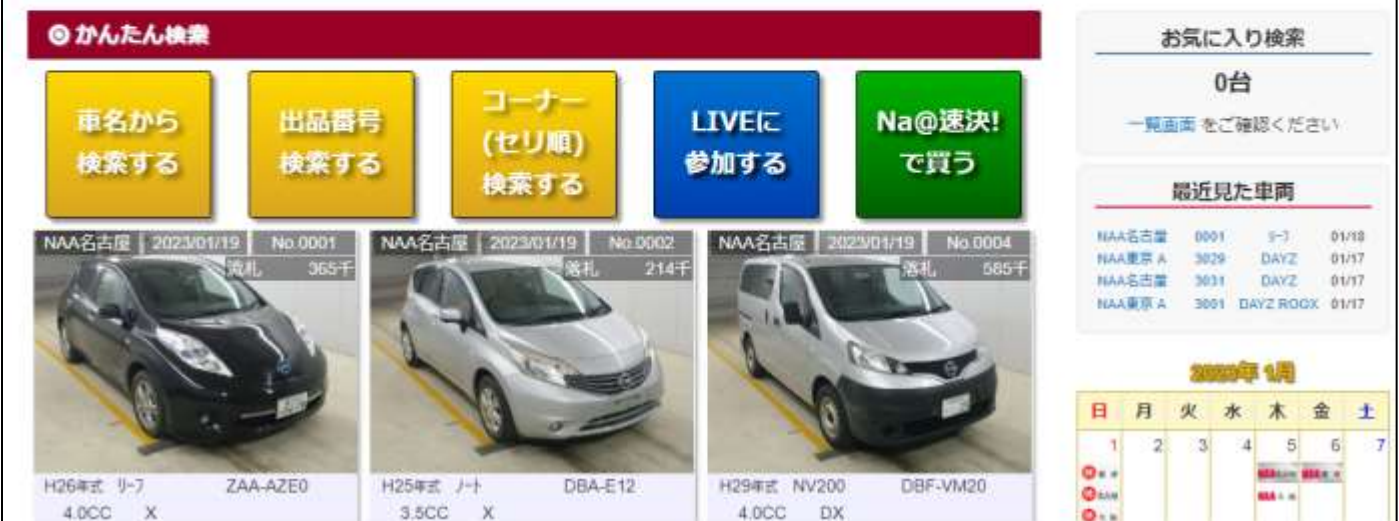 ◎ かんたん検索
車名から
検索する
出品番号
検索する
コーナー
(セリ順)
検索する
LIVEに
参加する
Na@速決!
で買う
NAA名古屋 2023/01/19 No.0001
流札 365千
H26年式 リーフ ZAA-AZE0
4.0CC X
NAA名古屋 2023/01/19 No.0002
落札 214千
H25年式 ノート DBA-E12
3.5CC X
NAA名古屋 2023/01/19 No.0004
落札 585千
H29年式 NV200 DBF-VM20
4.0CC DX
お気に入り検索
0台
一覧画面 をご確認ください
最近見た車両
NAA名古屋 0001 リーフ 01/18
NAA東京 A 3029 DAYZ 01/17
NAA名古屋 3031 DAYZ 01/17
NAA東京 A 3001 DAYZ ROOX 01/17
2023年 1月
日 月 火 水 木 金 土
1 2 3 4 5 6 7